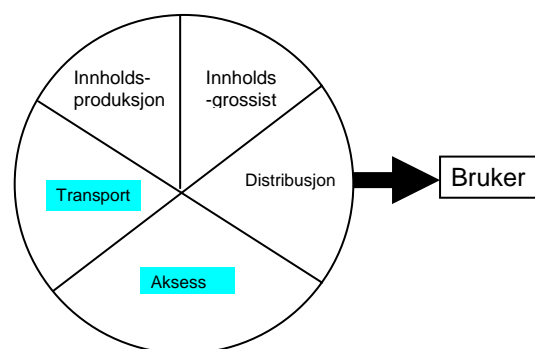 Innholds-
produksjon
Innholds
-grossist
Distribusjon
Bruker
Transport
Aksess